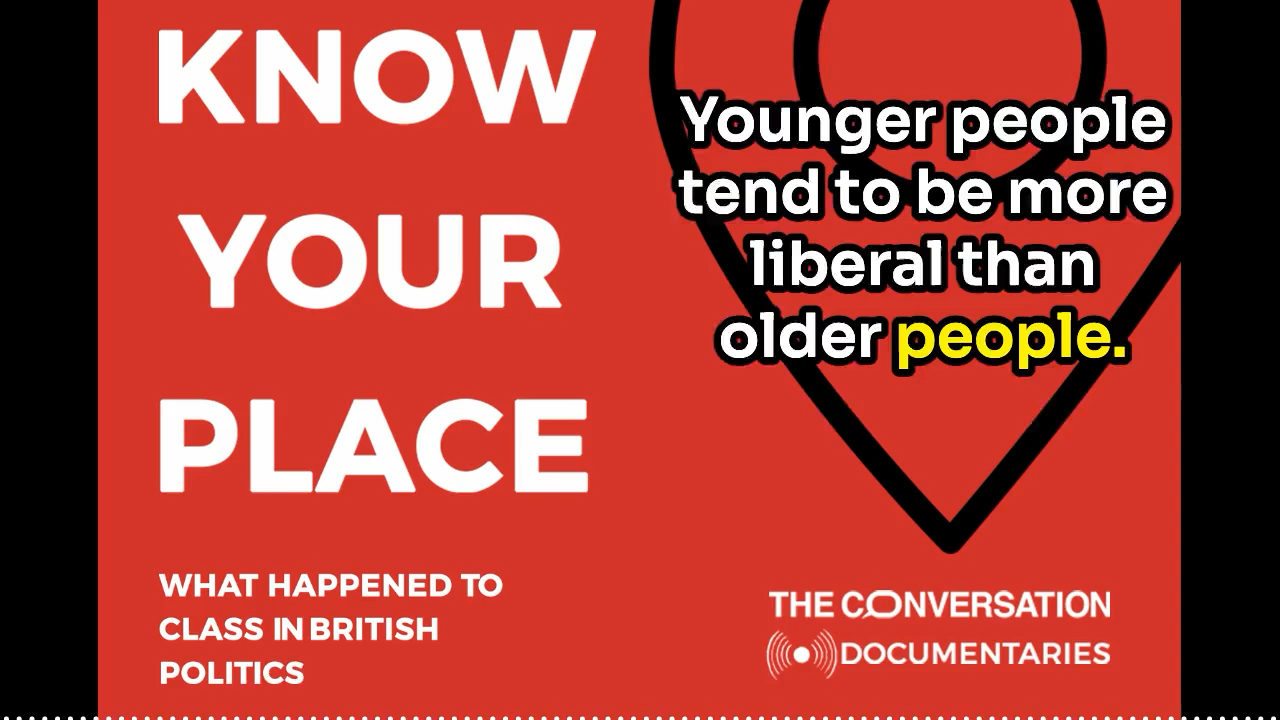 KNOW
YOUR
PLACE
WHAT HAPPENED TO
CLASS IN BRITISH
POLITICS
Younger people
tend to be more
liberal than
older people.
THE CONVERSATION
DOCUMENTARIES